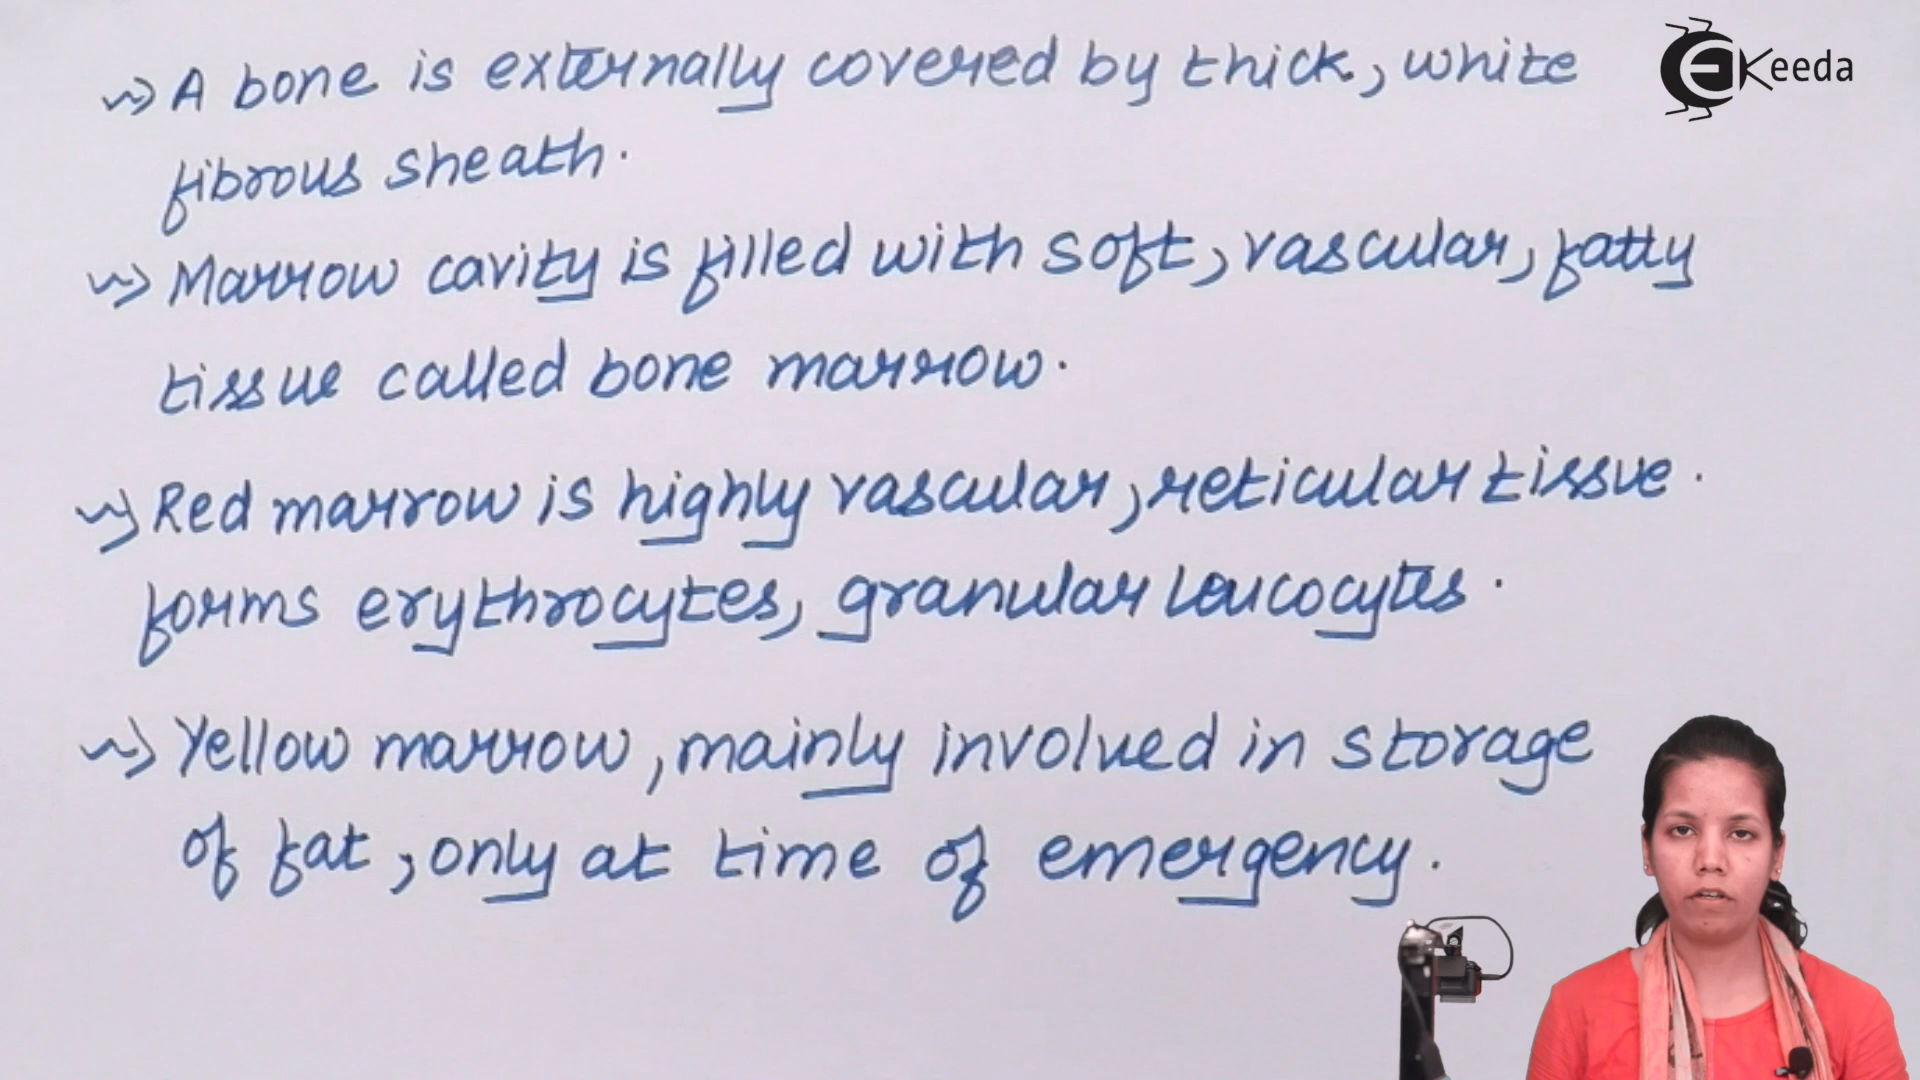 ~> A bone is externally covered by thick, white
fibrous sheath.
~> Marrow cavity is filled with soft, vascular, fatty
tissue called bone marrow.
~> Red marrow is highly vascular, reticular tissue.
forms erythrocytes, granular leucocytes.
~> Yellow marrow, mainly involved in storage
of fat, only at time of emergency.
EKeeda